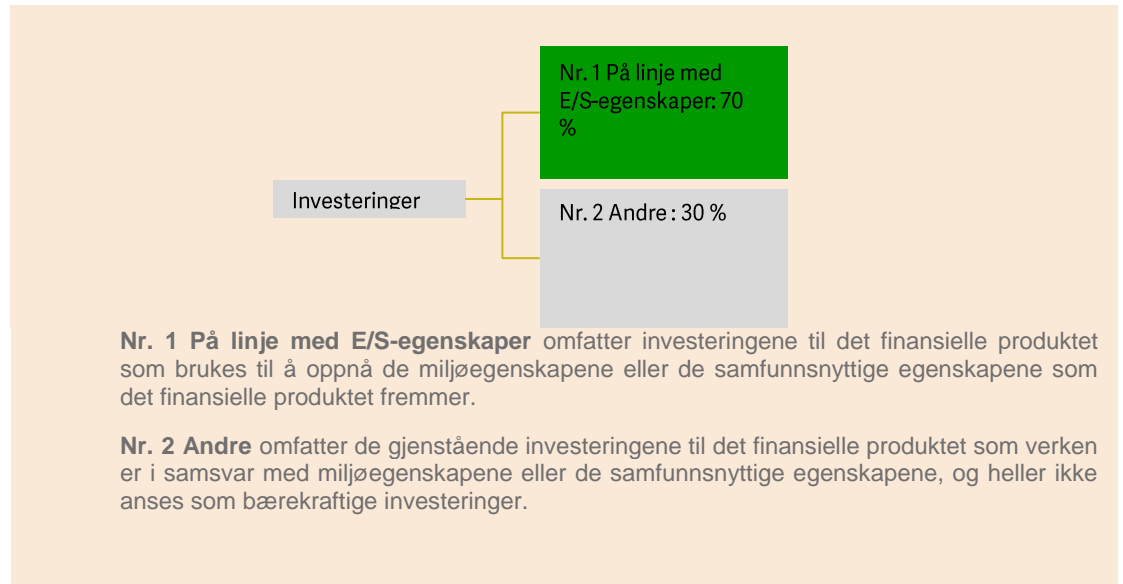 Nr. 1 På linje med
E/S-egenskaper: 70
%
Investeringer
Nr. 2 Andre : 30 %
Nr. 1 På linje med E/S-egenskaper omfatter investeringene til det finansielle produktet
som brukes til å oppnå de miljøegenskapene eller de samfunnsnyttige egenskapene som
det finansielle produktet fremmer.
Nr. 2 Andre omfatter de gjenstående investeringene til det finansielle produktet som verken
er i samsvar med miljøegenskapene eller de samfunnsnyttige egenskapene, og heller ikke
anses som bærekraftige investeringer.